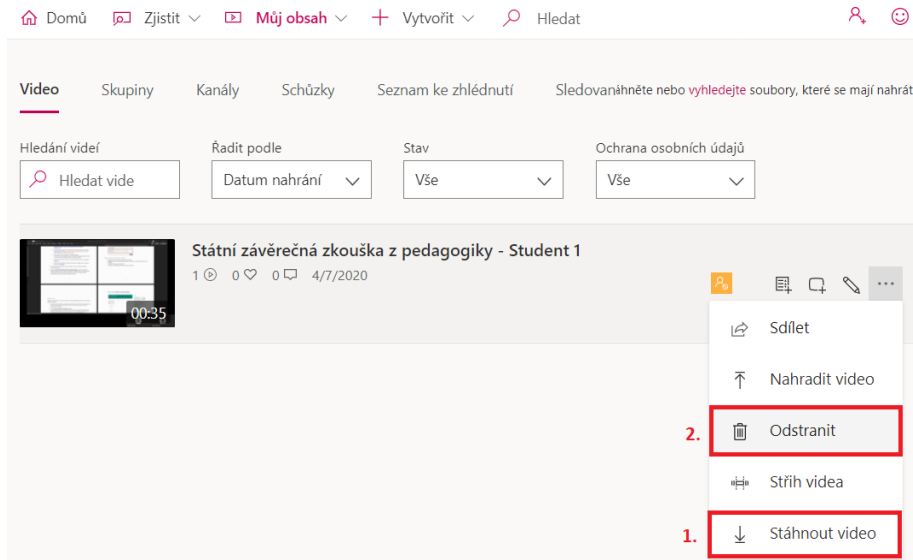 Domů Zjistit Můj obsah Vytvořit Hledat
Video Skupiny Kanály Schůzky Seznam ke zhlédnutí Sledovaná hněte nebo vyhledejte soubory, které se mají nahrát
Hledání videí Řadit podle Stav Ochrana osobních údajů
Hledat vide Datum nahrání Vše Vše
Státní závěrečná zkouška z pedagogiky - Student 1
1 0 0 4/7/2020
00:35
Sdílet
Nahradit video
2. Odstranit
Střih videa
1. Stáhnout video